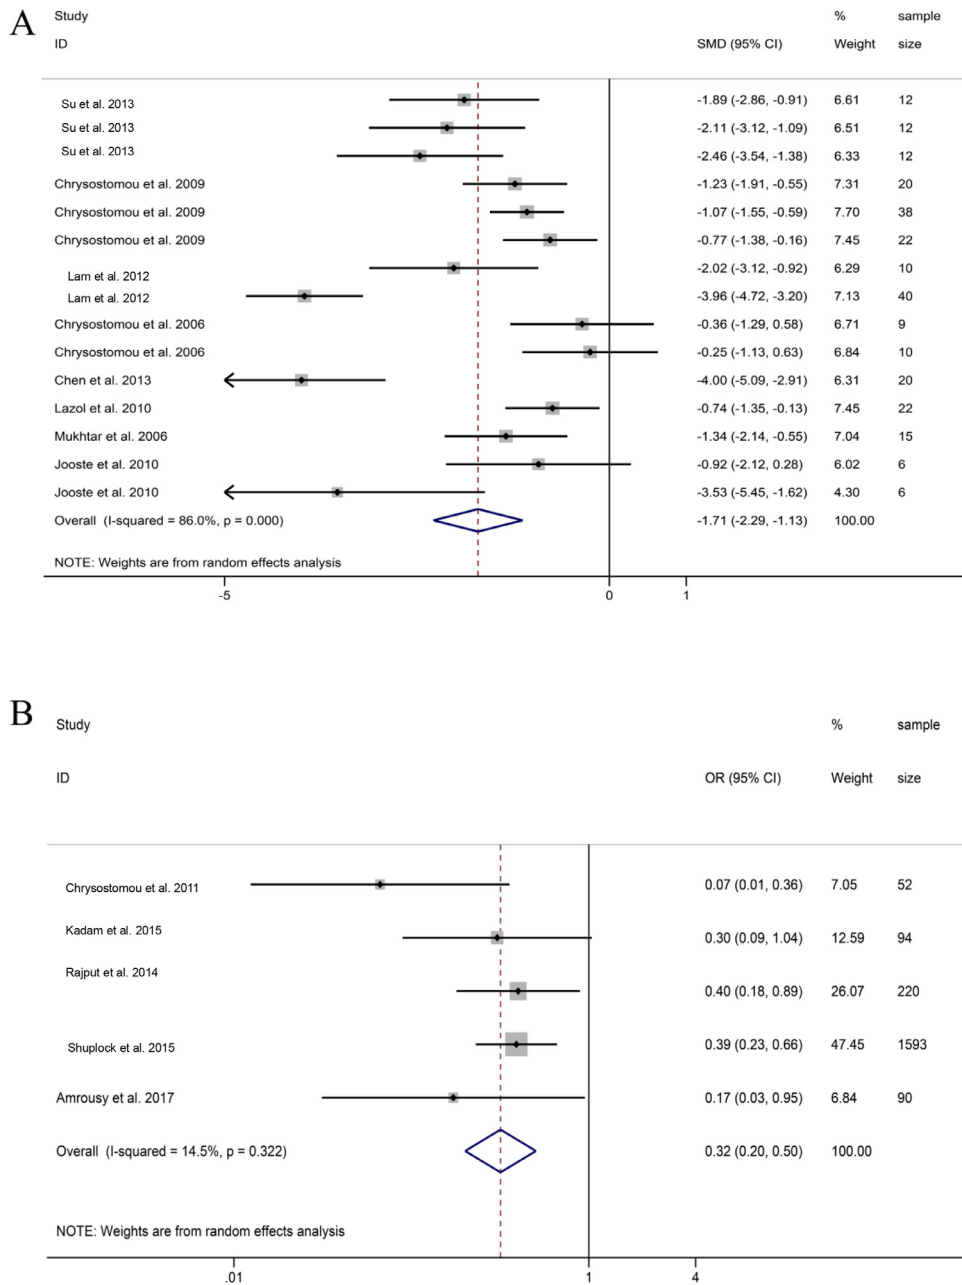 A
Study % sample
ID SMD (95% CI) Weight size
Su et al. 2013 -1.89 (-2.86, -0.91) 6.61 12
Su et al. 2013 -2.11 (-3.12, -1.09) 6.51 12
Su et al. 2013 -2.46 (-3.54, -1.38) 6.33 12
Chrysostomou et al. 2009 -1.23 (-1.91, -0.55) 7.31 20
Chrysostomou et al. 2009 -1.07 (-1.55, -0.59) 7.70 38
Chrysostomou et al. 2009 -0.77 (-1.38, -0.16) 7.45 22
Lam et al. 2012 -2.02 (-3.12, -0.92) 6.29 10
Lam et al. 2012 -3.96 (-4.72, -3.20) 7.13 40
Chrysostomou et al. 2006 -0.36 (-1.29, 0.58) 6.71 9
Chrysostomou et al. 2006 -0.25 (-1.13, 0.63) 6.84 10
Chen et al. 2013 -4.00 (-5.09, -2.91) 6.31 20
Lazol et al. 2010 -0.74 (-1.35, -0.13) 7.45 22
Mukhtar et al. 2006 -1.34 (-2.14, -0.55) 7.04 15
Jooste et al. 2010 -0.92 (-2.12, 0.28) 6.02 6
Jooste et al. 2010 -3.53 (-5.45, -1.62) 4.30 6
Overall (I-squared = 86.0%, p = 0.000) -1.71 (-2.29, -1.13) 100.00
NOTE: Weights are from random effects analysis
-5 0 1
B
Study % sample
ID OR (95% CI) Weight size
Chrysostomou et al. 2011 0.07 (0.01, 0.36) 7.05 52
Kadam et al. 2015 0.30 (0.09, 1.04) 12.59 94
Rajput et al. 2014 0.40 (0.18, 0.89) 26.07 220
Shuplock et al. 2015 0.39 (0.23, 0.66) 47.45 1593
Amrousy et al. 2017 0.17 (0.03, 0.95) 6.84 90
Overall (I-squared = 14.5%, p = 0.322) 0.32 (0.20, 0.50) 100.00
NOTE: Weights are from random effects analysis
.01 1 4